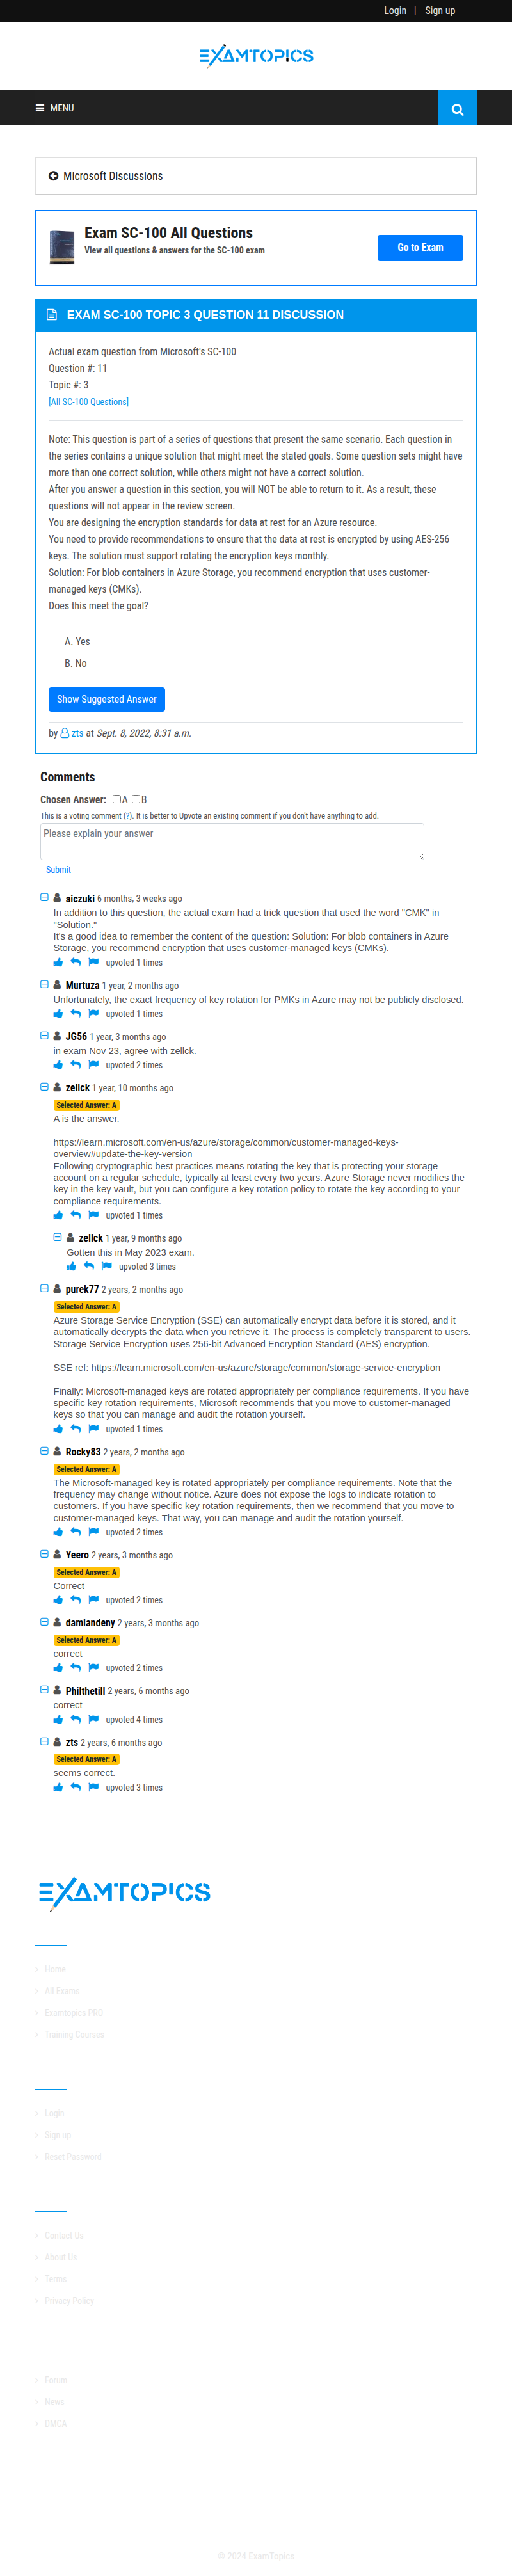 Login | Sign up
EXAMTOPICS
MENU
Microsoft Discussions
Exam SC-100 All Questions
View all questions & answers for the SC-100 exam
Go to Exam
EXAM SC-100 TOPIC 3 QUESTION 11 DISCUSSION
Actual exam question from Microsoft's SC-100
Question #: 11
Topic #: 3
[All SC-100 Questions]
Note: This question is part of a series of questions that present the same scenario. Each question in
the series contains a unique solution that might meet the stated goals. Some question sets might have
more than one correct solution, while others might not have a correct solution.
After you answer a question in this section, you will NOT be able to return to it. As a result, these
questions will not appear in the review screen.
You are designing the encryption standards for data at rest for an Azure resource.
You need to provide recommendations to ensure that the data at rest is encrypted by using AES-256
keys. The solution must support rotating the encryption keys monthly.
Solution: For blob containers in Azure Storage, you recommend encryption that uses customer-
managed keys (CMKs).
Does this meet the goal?
A. Yes
B. No
Show Suggested Answer
by zts at Sept. 8, 2022, 8:31 a.m.
Comments
Chosen Answer: A B
This is a voting comment (?). It is better to Upvote an existing comment if you don't have anything to add.
Please explain your answer
Submit
aiczuki 6 months, 3 weeks ago
In addition to this question, the actual exam had a trick question that used the word "CMK" in
"Solution."
It's a good idea to remember the content of the question: Solution: For blob containers in Azure
Storage, you recommend encryption that uses customer-managed keys (CMKs).
upvoted 1 times
Murtuza 1 year, 2 months ago
Unfortunately, the exact frequency of key rotation for PMKs in Azure may not be publicly disclosed.
upvoted 1 times
JG56 1 year, 3 months ago
in exam Nov 23, agree with zellck.
upvoted 2 times
zellck 1 year, 10 months ago
Selected Answer: A
A is the answer.
https://learn.microsoft.com/en-us/azure/storage/common/customer-managed-keys-
overview#update-the-key-version
Following cryptographic best practices means rotating the key that is protecting your storage
account on a regular schedule, typically at least every two years. Azure Storage never modifies the
key in the key vault, but you can configure a key rotation policy to rotate the key according to your
compliance requirements.
upvoted 1 times
zellck 1 year, 9 months ago
Gotten this in May 2023 exam.
upvoted 3 times
purek77 2 years, 2 months ago
Selected Answer: A
Azure Storage Service Encryption (SSE) can automatically encrypt data before it is stored, and it
automatically decrypts the data when you retrieve it. The process is completely transparent to users.
Storage Service Encryption uses 256-bit Advanced Encryption Standard (AES) encryption.
SSE ref: https://learn.microsoft.com/en-us/azure/storage/common/storage-service-encryption
Finally: Microsoft-managed keys are rotated appropriately per compliance requirements. If you have
specific key rotation requirements, Microsoft recommends that you move to customer-managed
keys so that you can manage and audit the rotation yourself.
upvoted 1 times
Rocky83 2 years, 2 months ago
Selected Answer: A
The Microsoft-managed key is rotated appropriately per compliance requirements. Note that the
frequency may change without notice. Azure does not expose the logs to indicate rotation to
customers. If you have specific key rotation requirements, then we recommend that you move to
customer-managed keys. That way, you can manage and audit the rotation yourself.
upvoted 2 times
Yeero 2 years, 3 months ago
Selected Answer: A
Correct
upvoted 2 times
damiandeny 2 years, 3 months ago
Selected Answer: A
correct
upvoted 2 times
Philthetill 2 years, 6 months ago
correct
upvoted 4 times
zts 2 years, 6 months ago
Selected Answer: A
seems correct.
upvoted 3 times
EXAMTOPICS
Home
All Exams
Examtopics PRO
Training Courses
Login
Sign up
Reset Password
Contact Us
About Us
Terms
Privacy Policy
Forum
News
DMCA
© 2024 ExamTopics